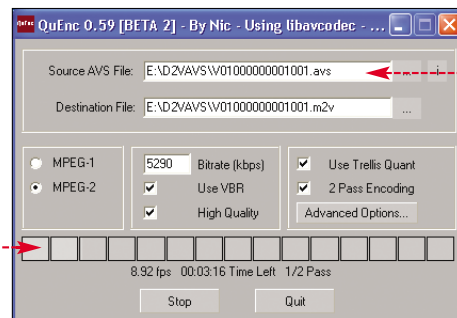 QuEnc QuEnc 0.59 [BETA 2] - By Nic - Using libavcodec - ...
Source AVS File: E:\D2VAVS\V01000000001001.avs ... i
Destination File: E:\D2VAVS\V01000000001001.m2v ...
MPEG-1 5290 Bitrate (kbps) Use Trellis Quant
MPEG-2 Use VBR 2 Pass Encoding
High Quality Advanced Options...
8.92 fps 00:03:16 Time Left 1/2 Pass
Stop Quit